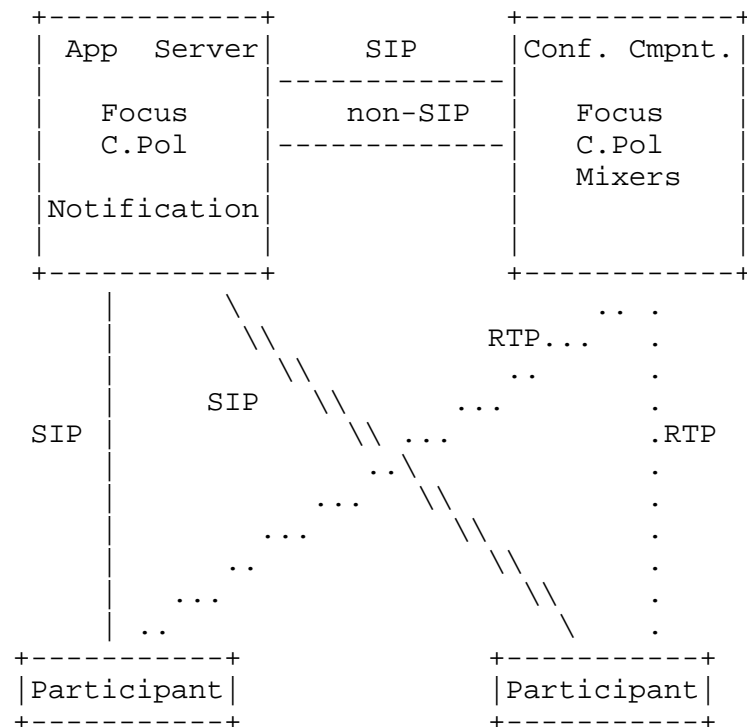 App Server SIP Conf. Cmpnt.
Focus non-SIP Focus
C.Pol C.Pol
Mixers
Notification
RTP
SIP
SIP RTP
Participant Participant